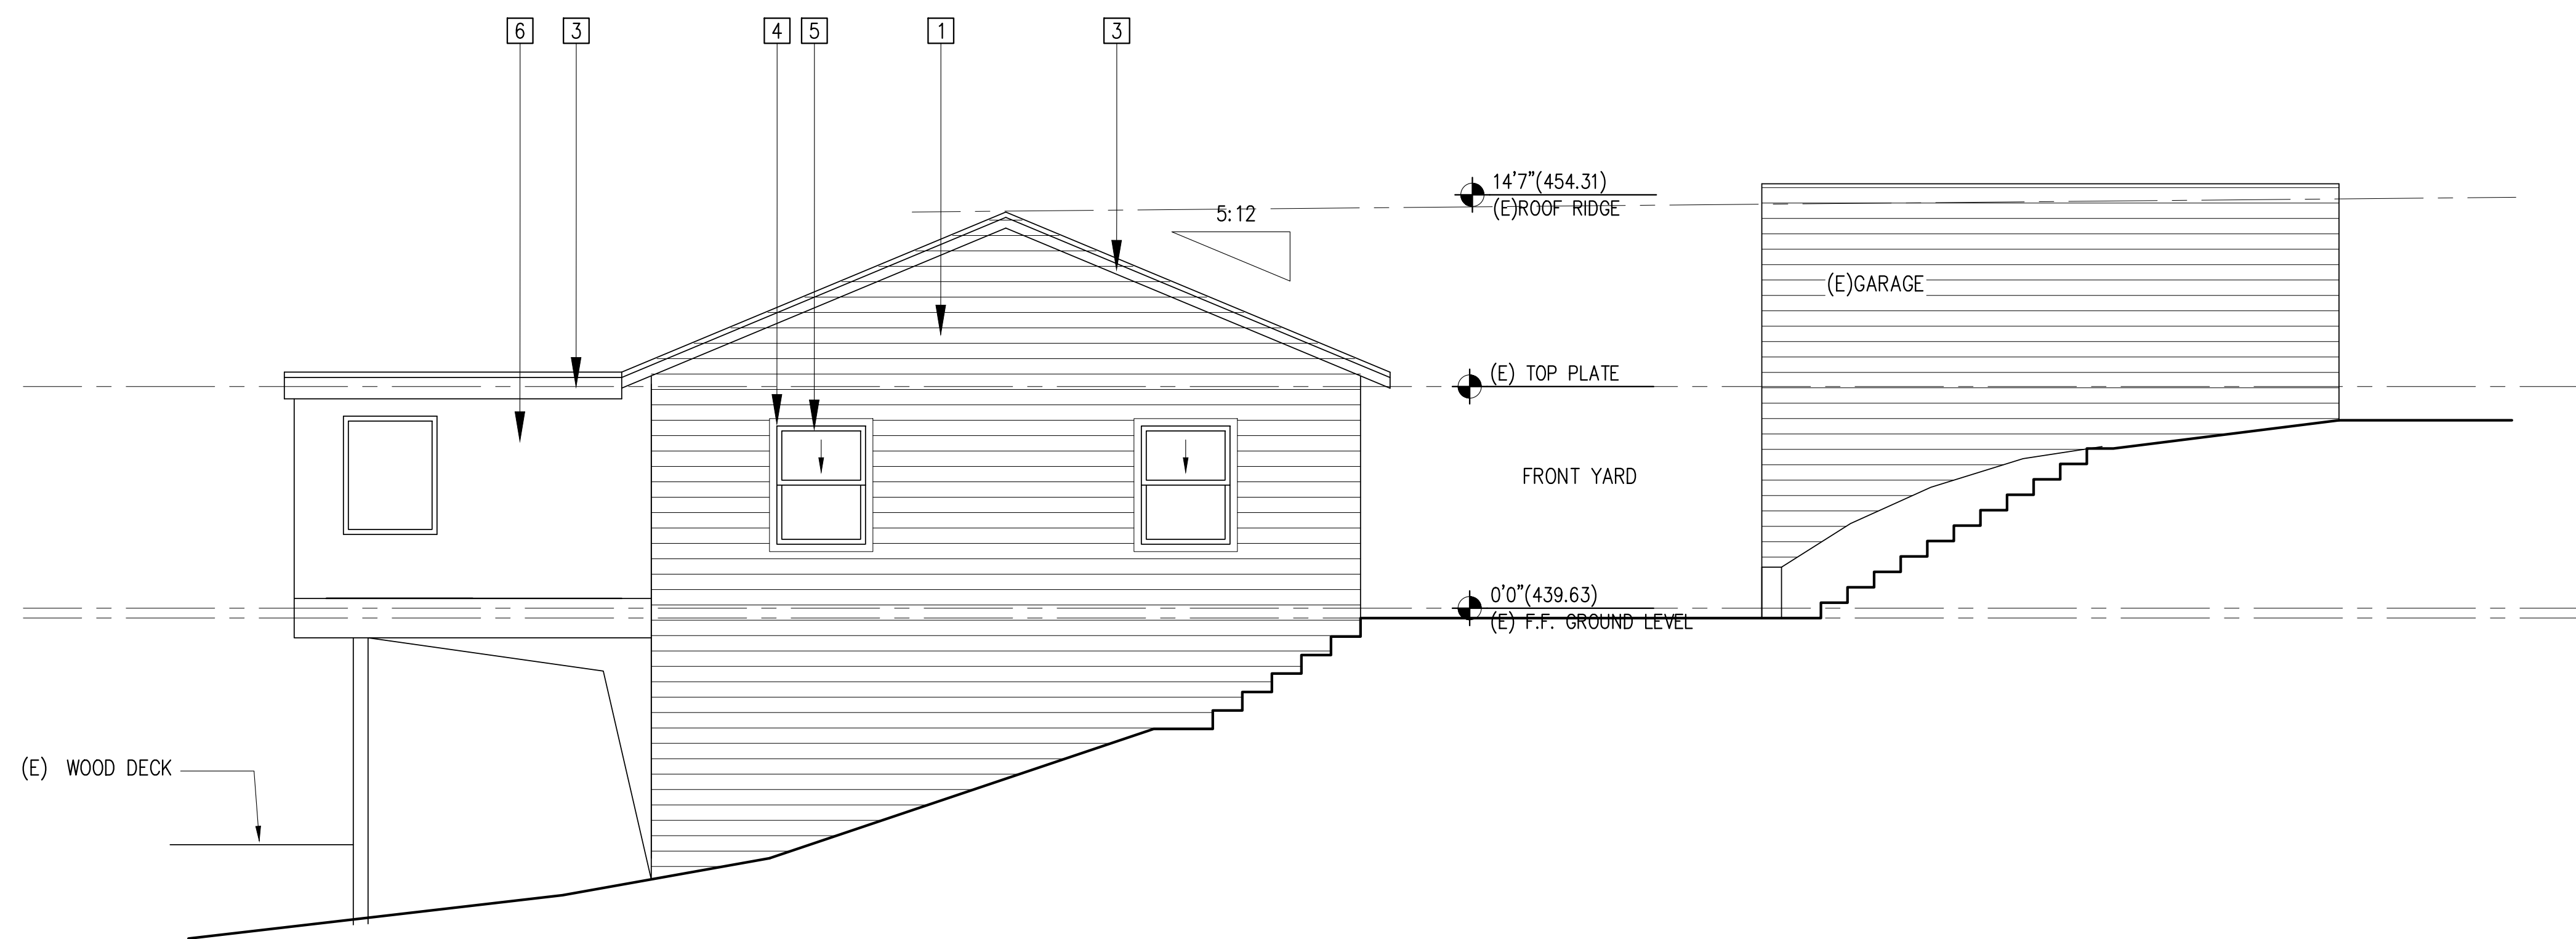 6 3 4 5 1 3
14'7"(454.31)
(E)ROOF RIDGE
5:12
(E)GARAGE
(E) TOP PLATE
FRONT YARD
0'0"(439.63)
(E) F.F. GROUND LEVEL
(E) WOOD DECK